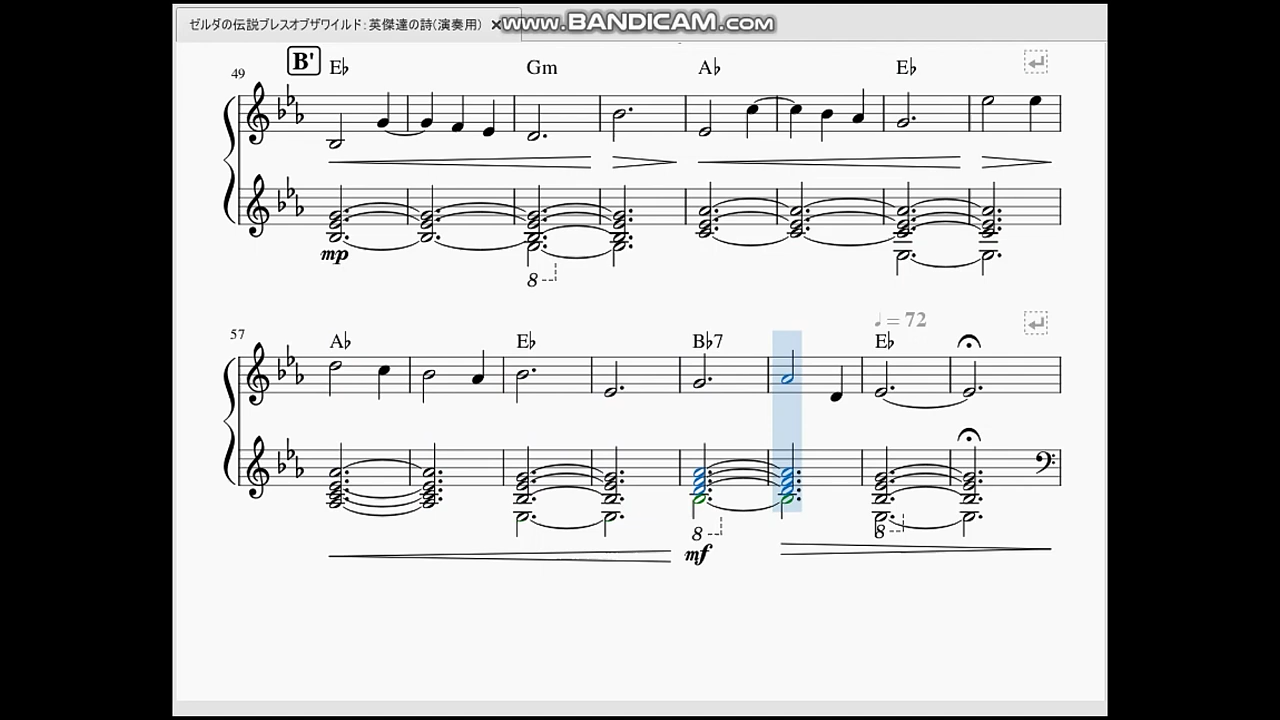 ゼルダの伝説ブレスオブザワイルド：英傑達の詩(演奏用) ×
www.BANDICAM.com
49 B' E♭ Gm A♭ E♭
mp
8
♩ = 72
57 A♭ E♭ B♭7 E♭
8 8
mf